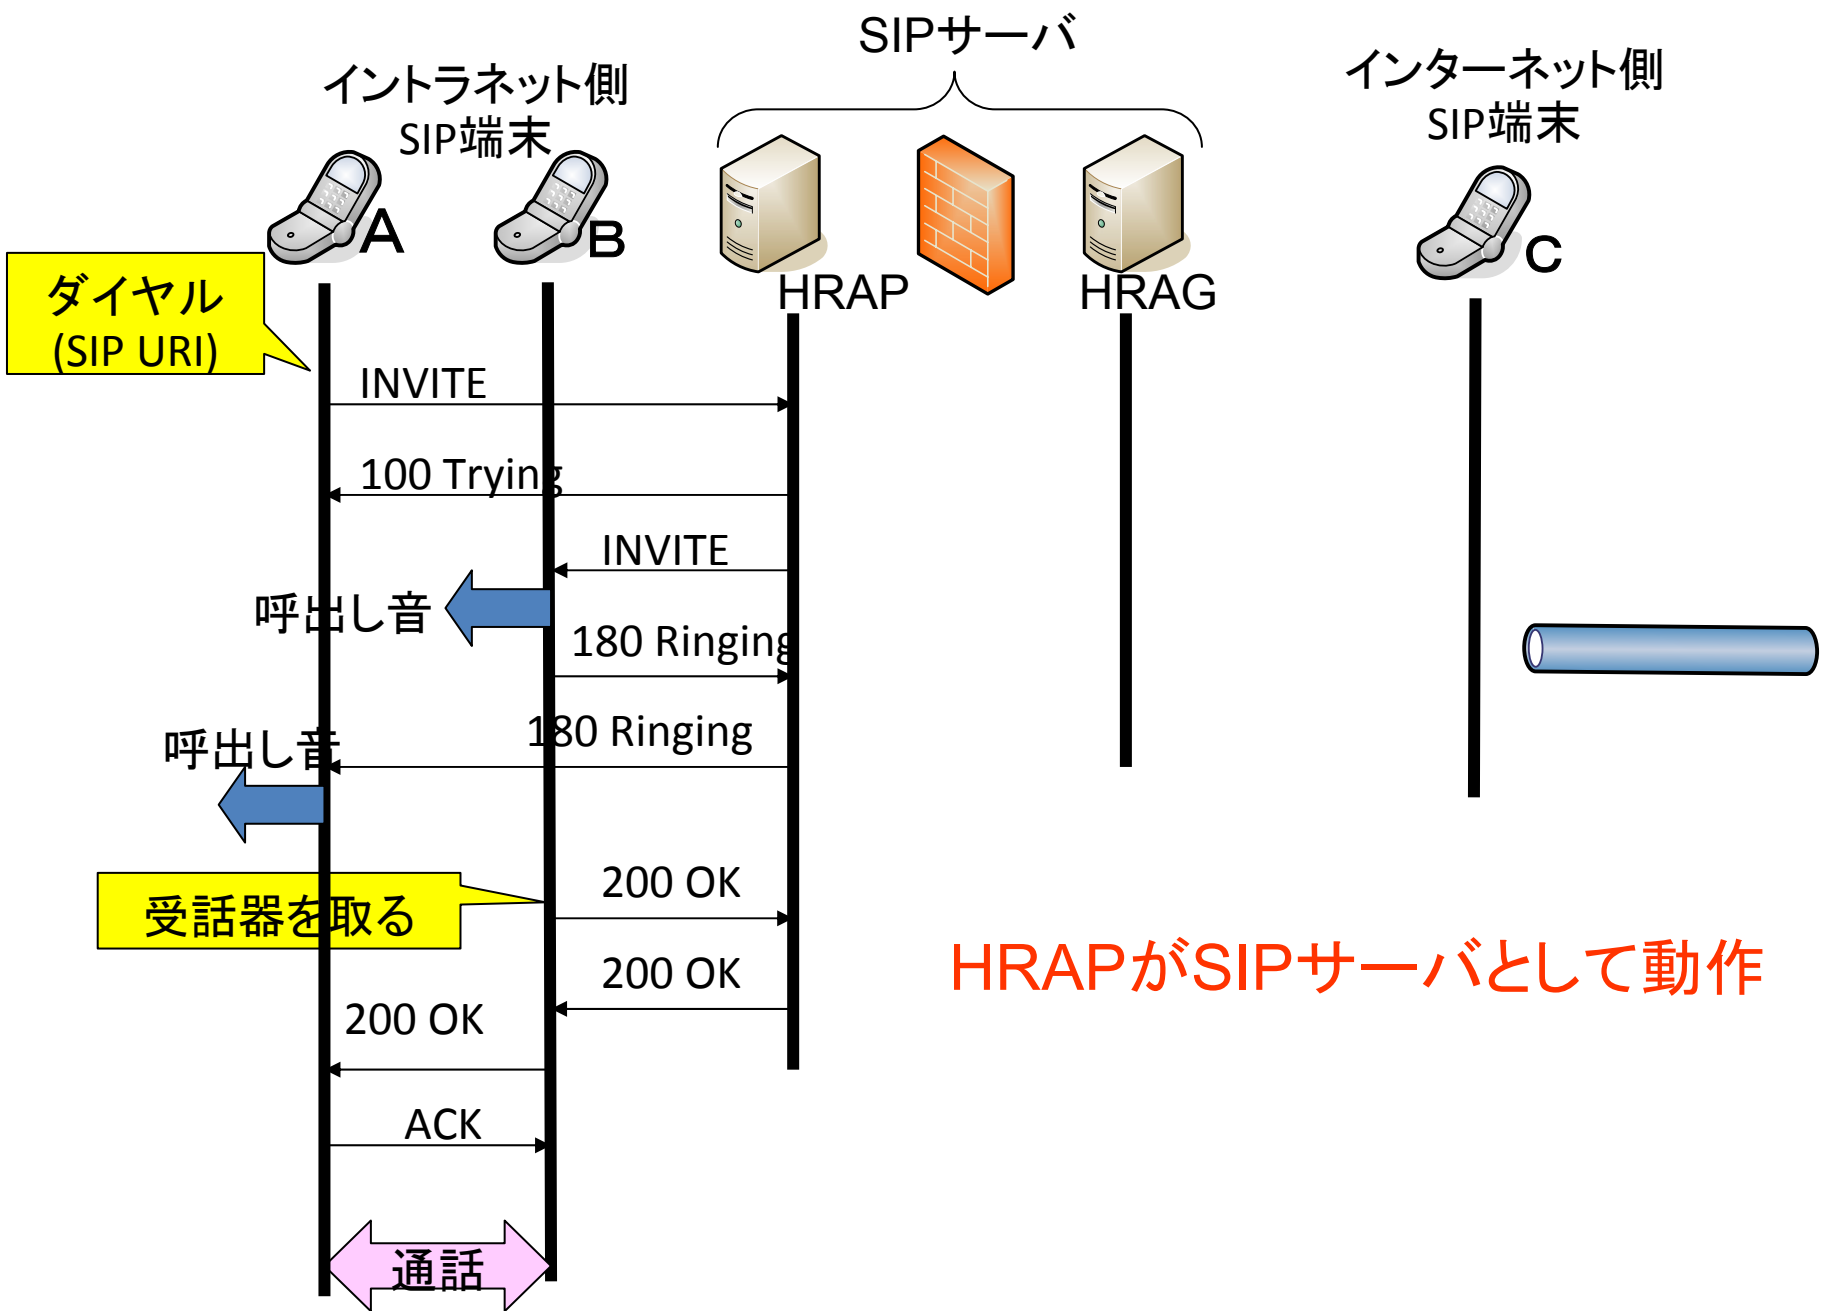 SIPサーバ
イントラネット側
SIP端末
インターネット側
SIP端末
A
B
C
HRAP
HRAG
ダイヤル
(SIP URI)
INVITE
100 Trying
INVITE
呼出し音
180 Ringing
180 Ringing
呼出し音
200 OK
受話器を取る
200 OK
HRAPがSIPサーバとして動作
200 OK
ACK
通話